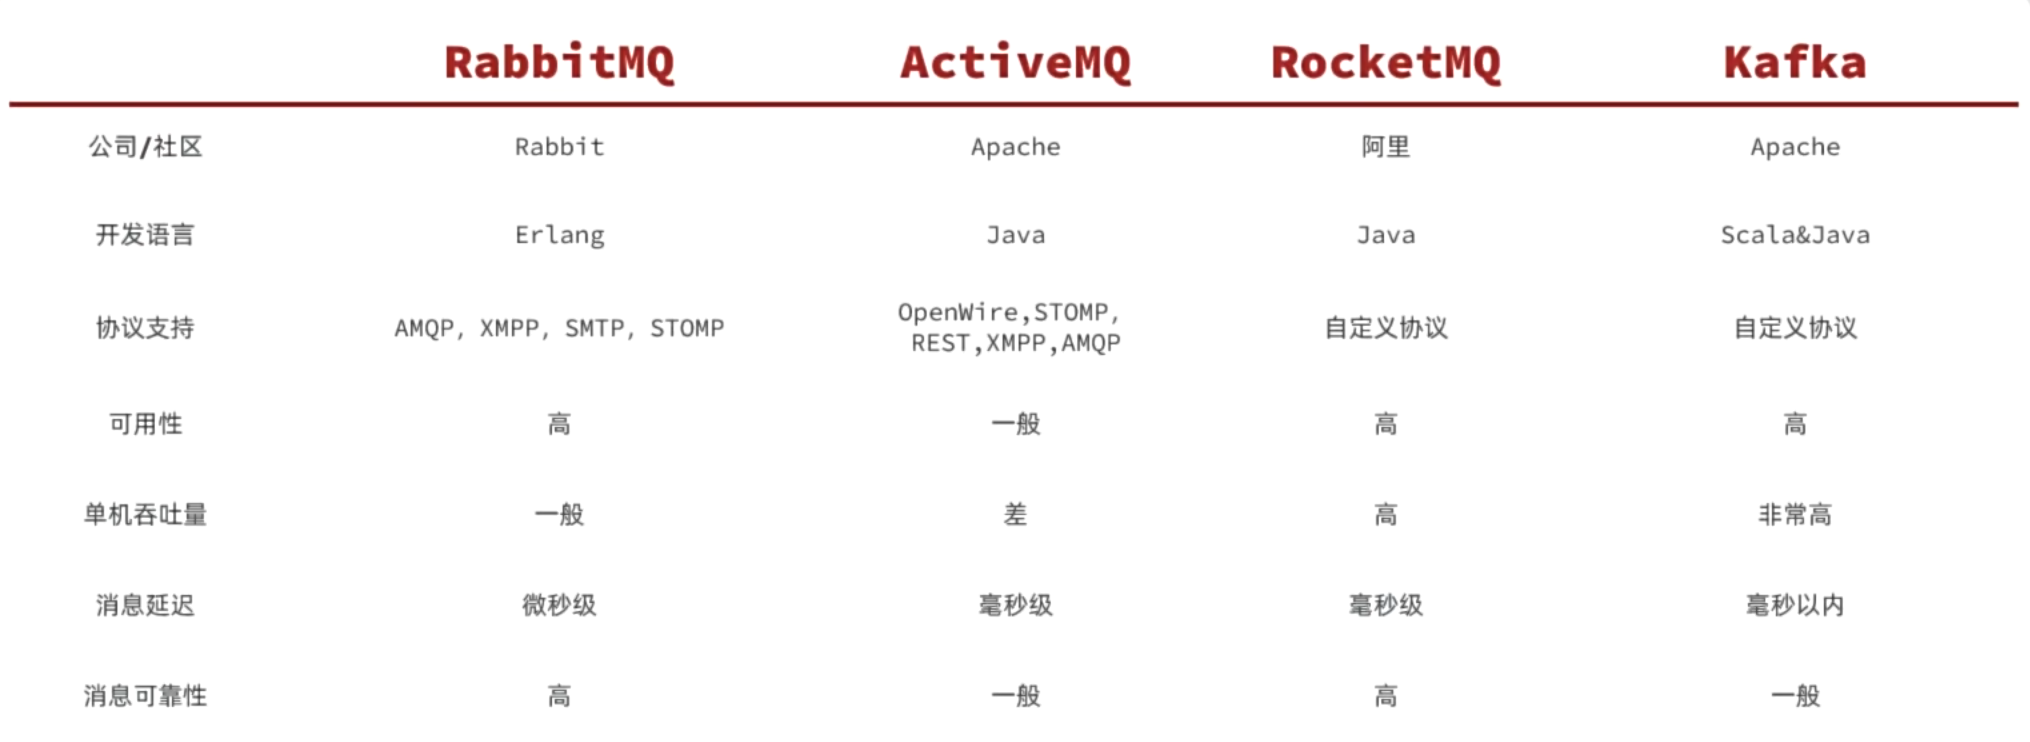 RabbitMQ ActiveMQ RocketMQ Kafka
公司/社区 Rabbit Apache 阿里 Apache
开发语言 Erlang Java Java Scala&Java
协议支持 AMQP, XMPP, SMTP, STOMP OpenWire,STOMP, REST,XMPP,AMQP 自定义协议 自定义协议
可用性 高 一般 高 高
单机吞吐量 一般 差 高 非常高
消息延迟 微秒级 毫秒级 毫秒级 毫秒以内
消息可靠性 高 一般 高 一般